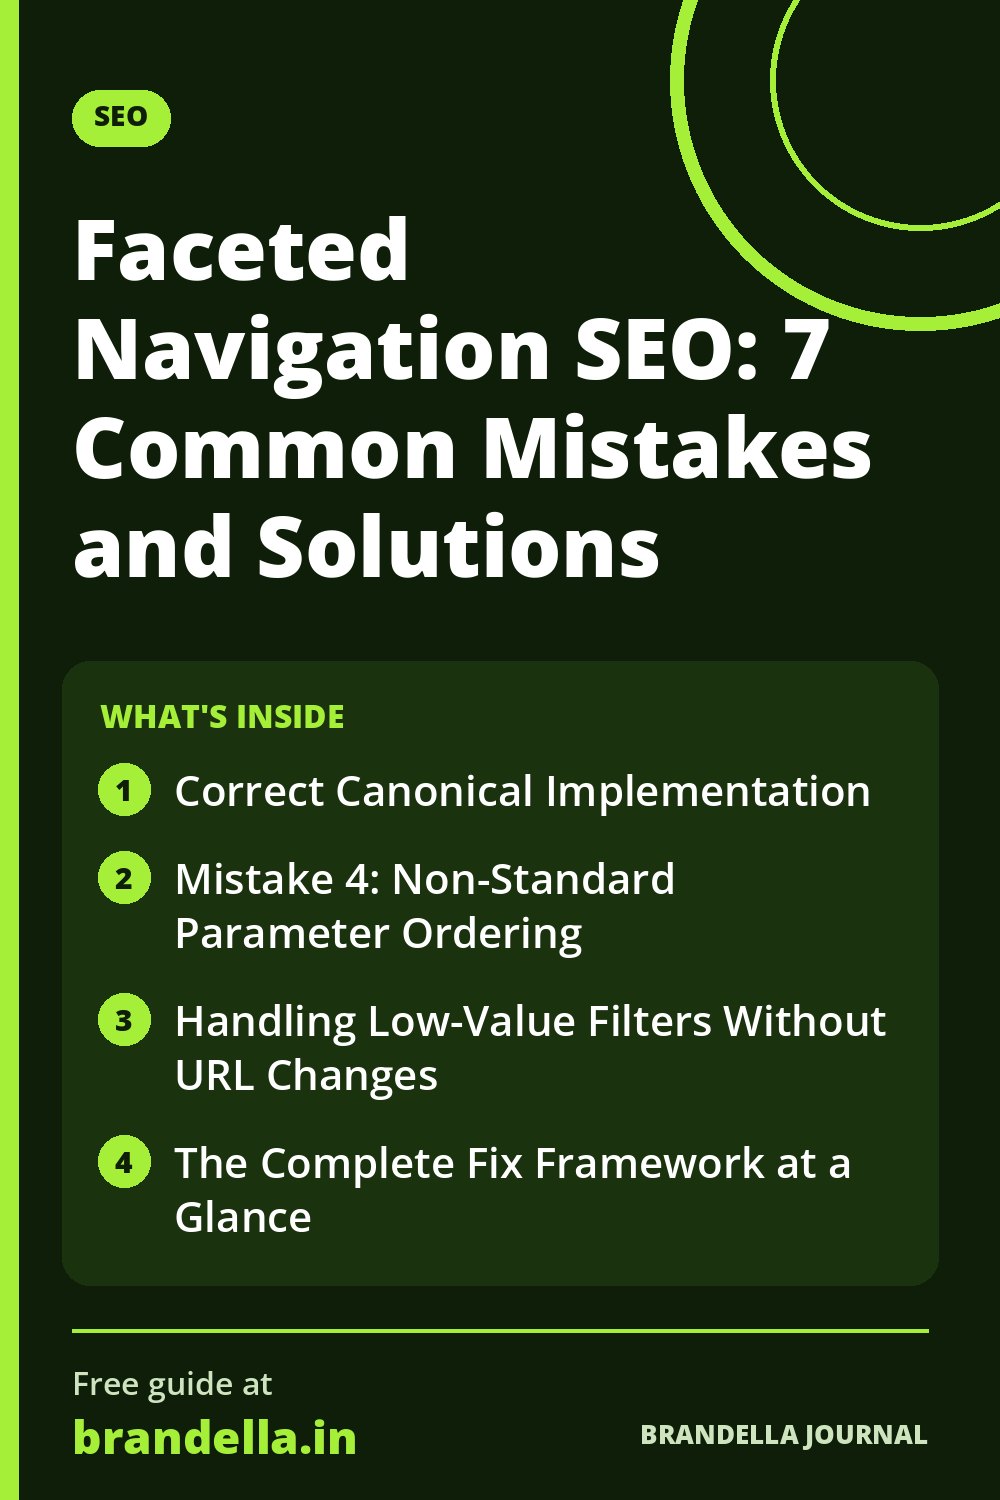 SEO
Faceted
Navigation SEO: 7
Common Mistakes
and Solutions
WHAT'S INSIDE
1 Correct Canonical Implementation
2 Mistake 4: Non-Standard
Parameter Ordering
3 Handling Low-Value Filters Without
URL Changes
4 The Complete Fix Framework at a
Glance
Free guide at
brandella.in
BRANDELLA JOURNAL